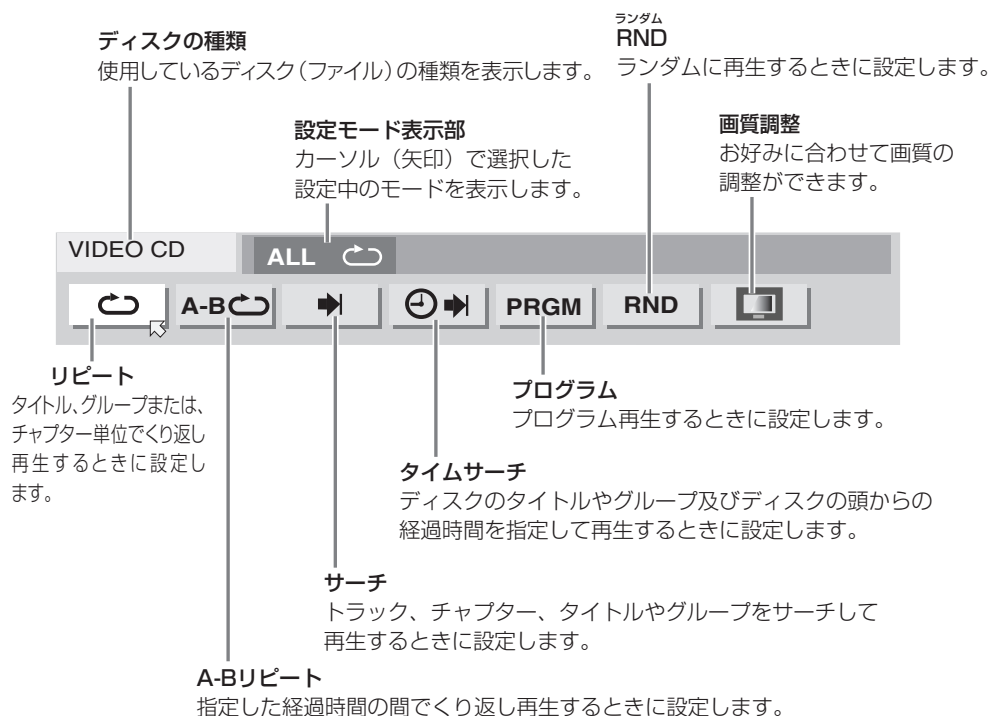 ディスクの種類
使用しているディスク(ファイル)の種類を表示します。
ランダム
RND
ランダムに再生するときに設定します。
設定モード表示部
カーソル(矢印)で選択した
設定中のモードを表示します。
画質調整
お好みに合わせて画質の
調整ができます。
VIDEO CD
ALL
A-B
PRGM
RND
リピート
タイトル、グループまたは、
チャプター単位でくり返し
再生するときに設定し
ます。
プログラム
プログラム再生するときに設定します。
タイムサーチ
ディスクのタイトルやグループ及びディスクの頭からの
経過時間を指定して再生するときに設定します。
サーチ
トラック、チャプター、タイトルやグループをサーチして
再生するときに設定します。
A-Bリピート
指定した経過時間の間でくり返し再生するときに設定します。